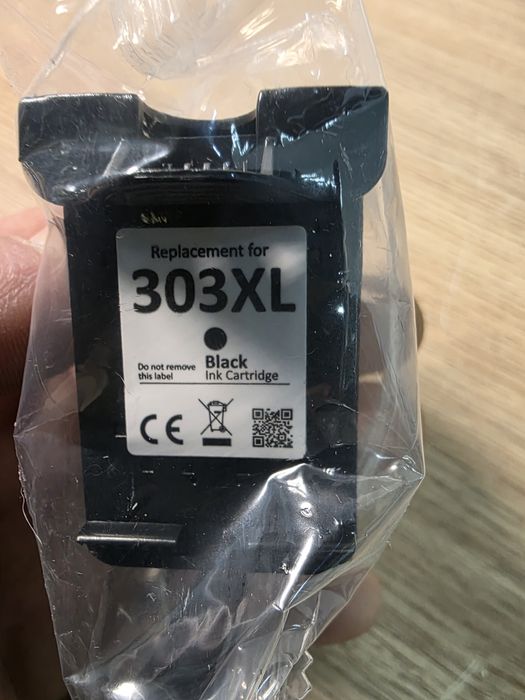 Replacement for
303XL
Do not remove
this label
Black
Ink Cartridge
CE